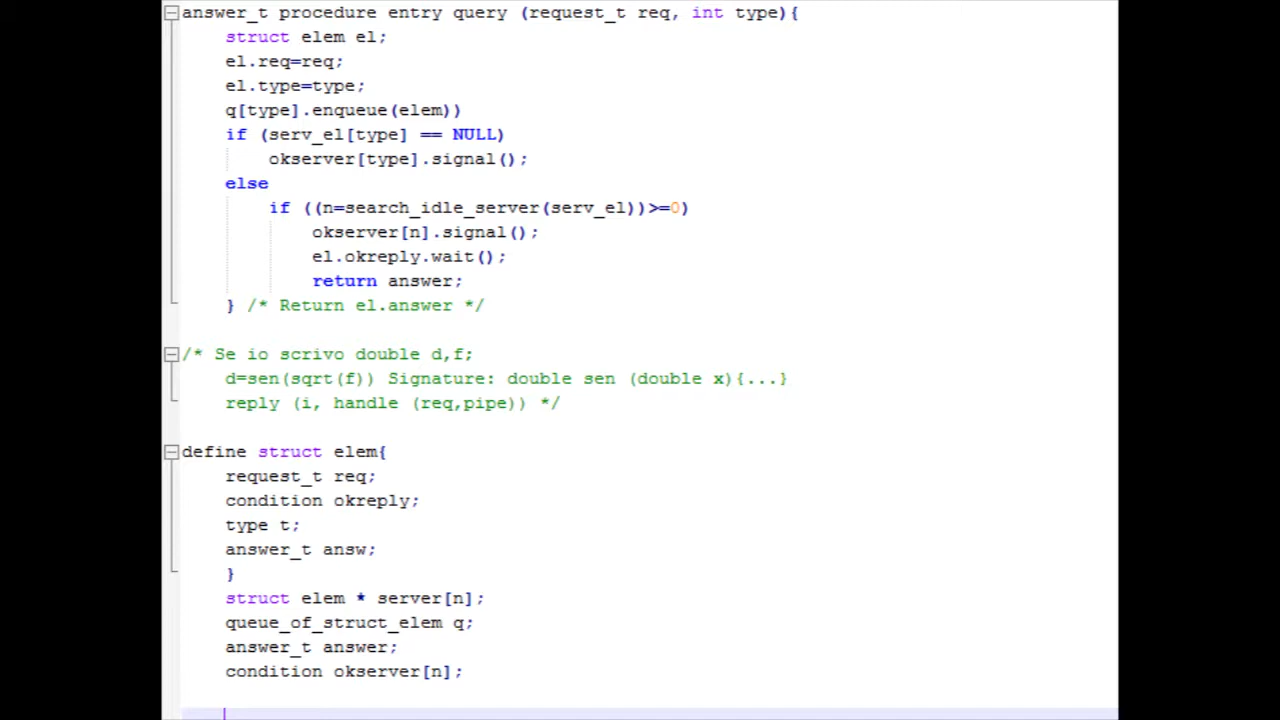 answer_t procedure entry query (request_t req, int type){
struct elem el;
el.req=req;
el.type=type;
q[type].enqueue(elem))
if (serv_el[type] == NULL)
okserver[type].signal();
else
if ((n=search_idle_server(serv_el))>=0)
okserver[n].signal();
el.okreply.wait();
return answer;
} /* Return el.answer */
/* Se io scrivo double d,f;
d=sen(sqrt(f)) Signature: double sen (double x){...}
reply (i, handle (req,pipe)) */
define struct elem{
request_t req;
condition okreply;
type t;
answer_t answ;
}
struct elem * server[n];
queue_of_struct_elem q;
answer_t answer;
condition okserver[n];